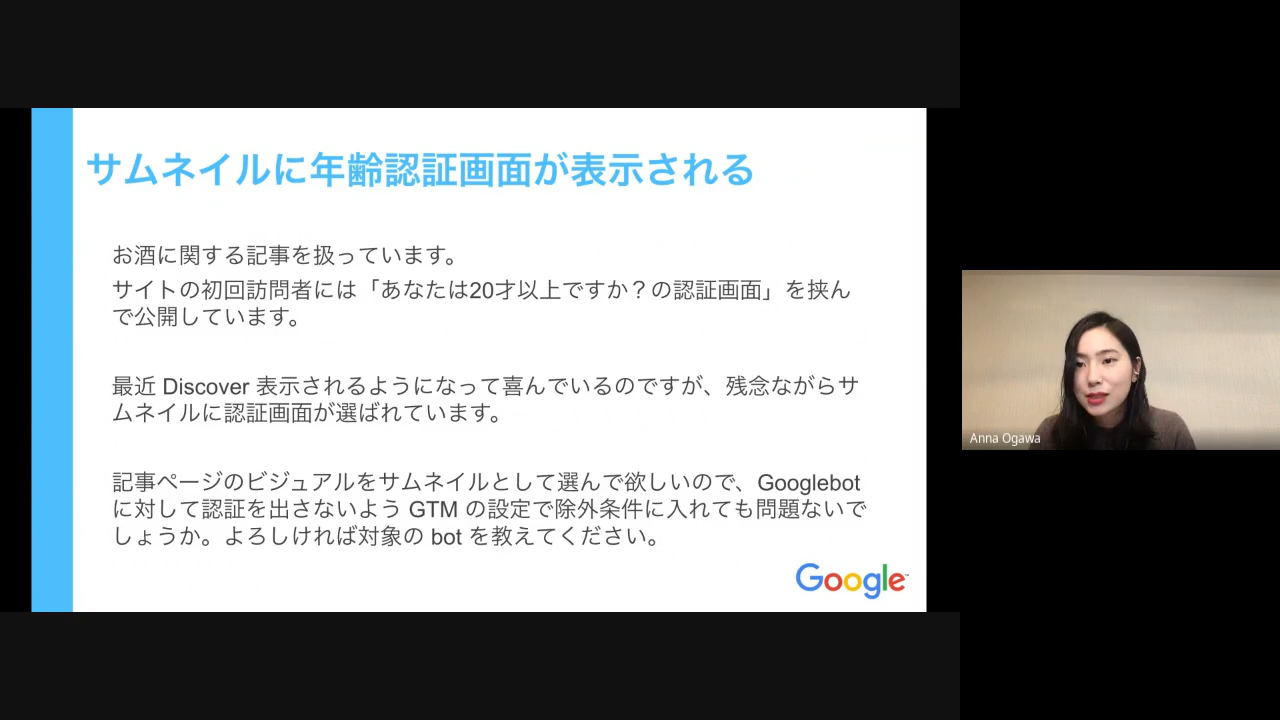 サムネイルに年齢認証画面が表示される
お酒に関する記事を扱っています。
サイトの初回訪問者には「あなたは20才以上ですか？の認証画面」を挟ん
で公開しています。
最近 Discover 表示されるようになって喜んでいるのですが、残念ながらサ
ムネイルに認証画面が選ばれています。
記事ページのビジュアルをサムネイルとして選んで欲しいので、Googlebot
に対して認証を出さないよう GTM の設定で除外条件に入れても問題ないで
しょうか。よろしければ対象の bot を教えてください。
Google
Anna Ogawa